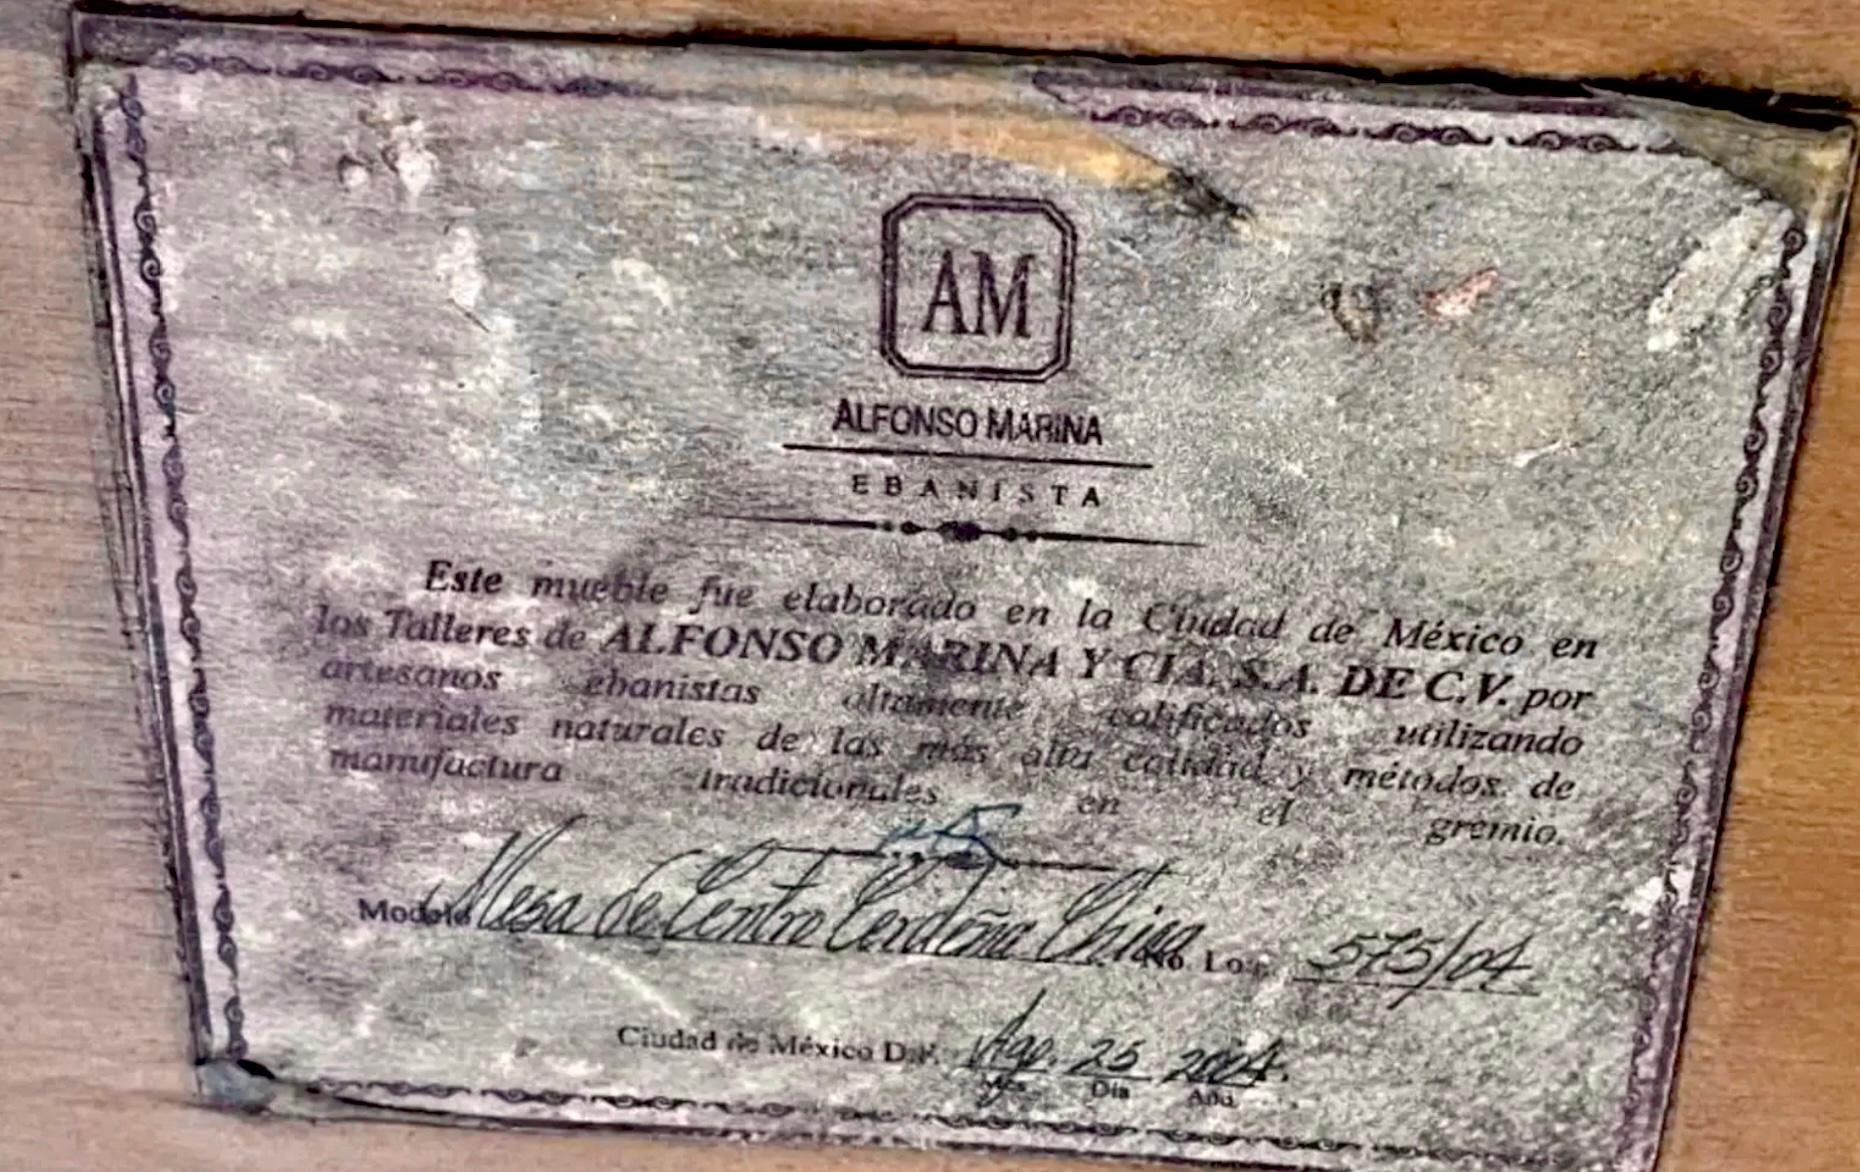 AM
ALFONSO MARINA
EBANISTA
Este mueble fue elaborado en la Ciudad de México en
los Talleres de ALFONSO MARINA Y CIA. S.A. DE C.V. por
artesanos ebanistas altamente calificados utilizando
materiales naturales de las más alta calidad y métodos de
manufactura tradicionales en el gremio.
Modelo Mesa de Centro Cerdeña Chica No. Lote 575/04
Ciudad de México D.F. Ago. 25 2004.
Mes Día Año